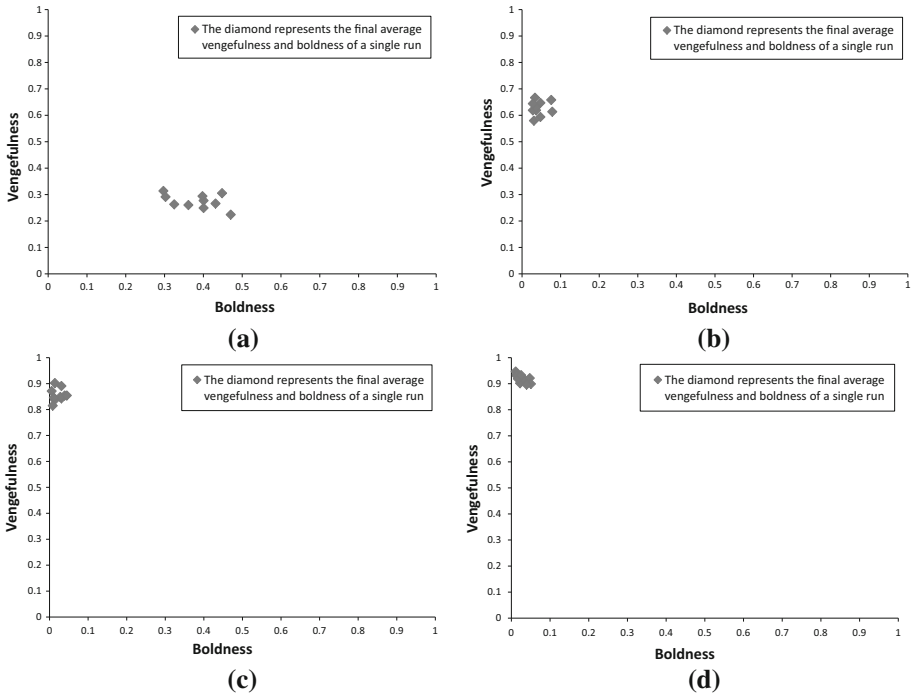 1
0.9
0.8
0.7
0.6
0.5
0.4
0.3
0.2
0.1
0
Vengefulness
The diamond represents the final average
vengefulness and boldness of a single run
0 0.1 0.2 0.3 0.4 0.5 0.6 0.7 0.8 0.9 1
Boldness
(a)
1
0.9
0.8
0.7
0.6
0.5
0.4
0.3
0.2
0.1
0
Vengefulness
The diamond represents the final average
vengefulness and boldness of a single run
0 0.1 0.2 0.3 0.4 0.5 0.6 0.7 0.8 0.9 1
Boldness
(b)
1
0.9
0.8
0.7
0.6
0.5
0.4
0.3
0.2
0.1
0
Vengefulness
The diamond represents the final average
vengefulness and boldness of a single run
0 0.1 0.2 0.3 0.4 0.5 0.6 0.7 0.8 0.9 1
Boldness
(c)
1
0.9
0.8
0.7
0.6
0.5
0.4
0.3
0.2
0.1
0
Vengefulness
The diamond represents the final average
vengefulness and boldness of a single run
0 0.1 0.2 0.3 0.4 0.5 0.6 0.7 0.8 0.9 1
Boldness
(d)